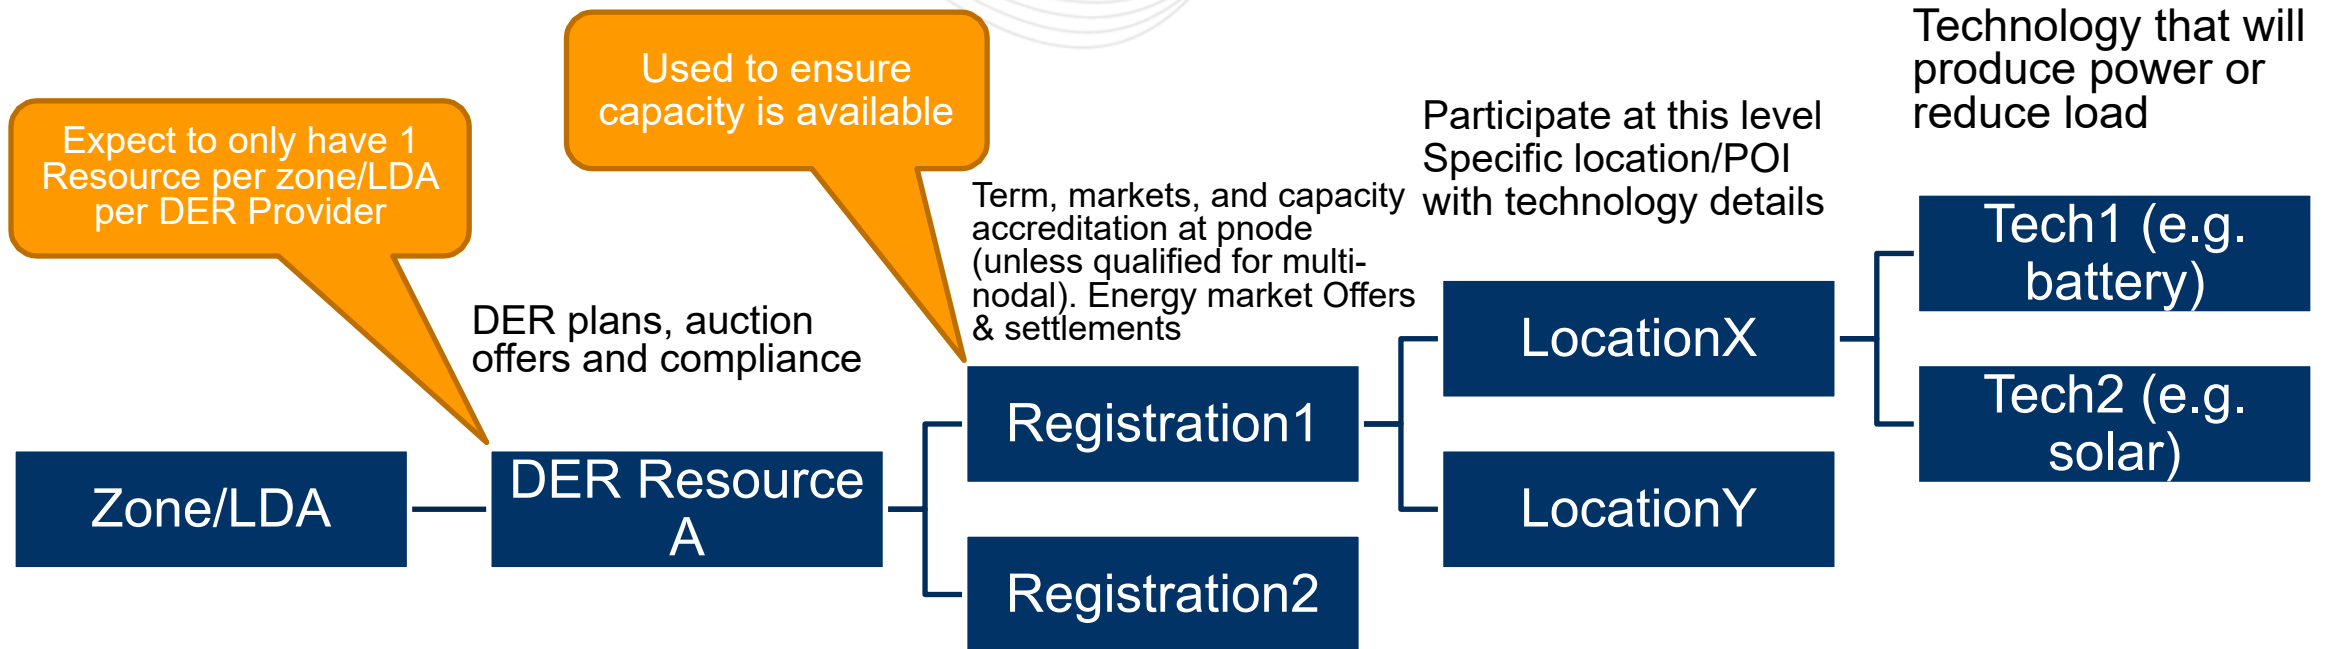 Expect to only have 1
Resource per zone/LDA
per DER Provider
Used to ensure
capacity is available
Technology that will
produce power or
reduce load
Participate at this level
Specific location/POI
with technology details
Term, markets, and capacity
accreditation at pnode
(unless qualified for multi-
nodal). Energy market Offers
& settlements
DER plans, auction
offers and compliance
Zone/LDA
DER Resource
A
Registration1
Registration2
LocationX
LocationY
Tech1 (e.g.
battery)
Tech2 (e.g.
solar)